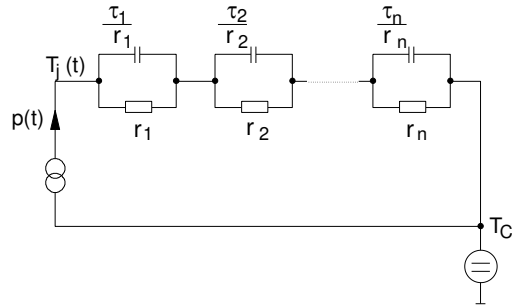 τ1 τ2 τn
r1 r2 rn
Tj (t)
r1 r2 rn
p(t)
TC